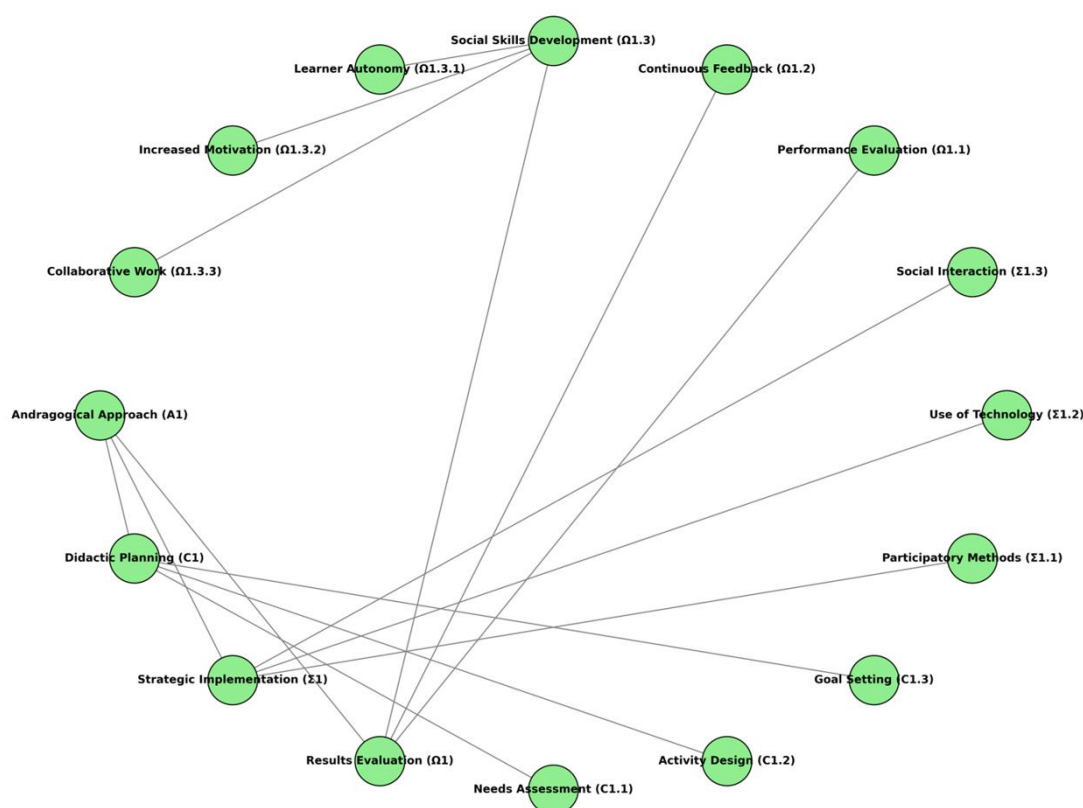 Social Skills Development (Ω1.3)
Learner Autonomy (Ω1.3.1)
Continuous Feedback (Ω1.2)
Increased Motivation (Ω1.3.2)
Performance Evaluation (Ω1.1)
Collaborative Work (Ω1.3.3)
Social Interaction (Σ1.3)
Andragogical Approach (A1)
Use of Technology (Σ1.2)
Didactic Planning (C1)
Participatory Methods (Σ1.1)
Strategic Implementation (Σ1)
Goal Setting (C1.3)
Results Evaluation (Ω1)
Activity Design (C1.2)
Needs Assessment (C1.1)